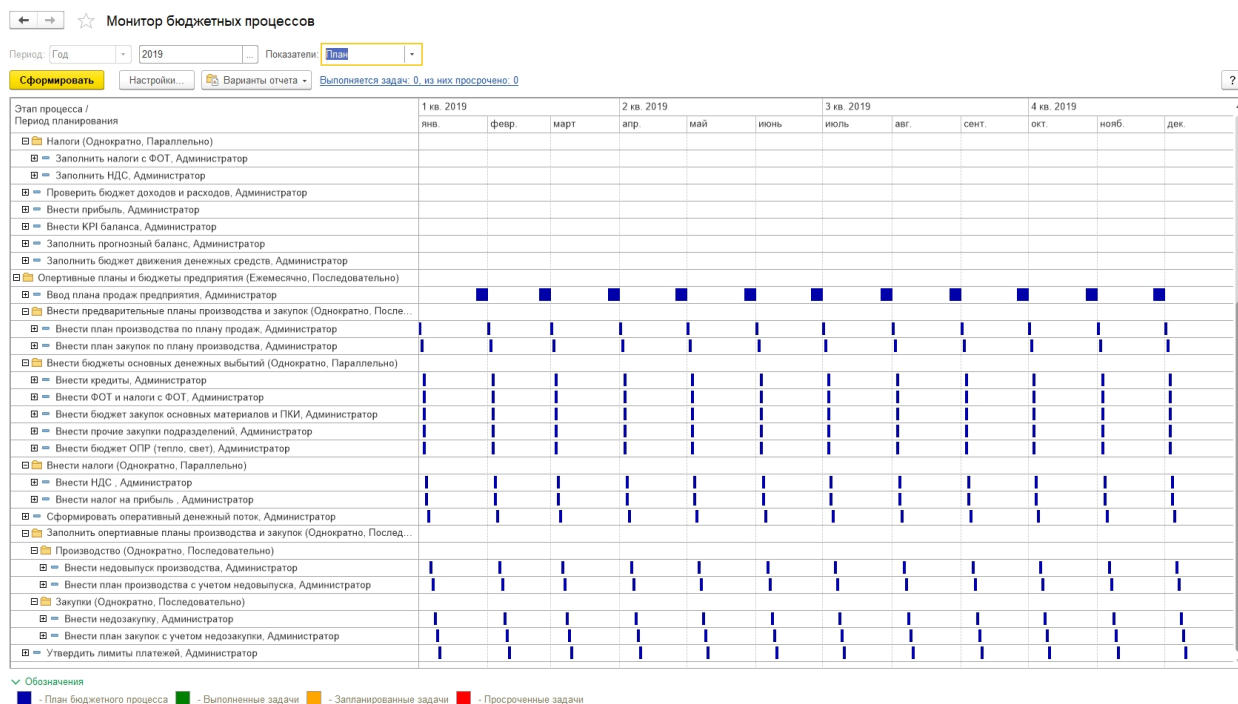 Монитор бюджетных процессов
Период: Год 2019 ... Показатели: План
Сформировать Настройки... Варианты отчета Выполняется задач: 0, из них просрочено: 0 ?
Этап процесса /
Период планирования
1 кв. 2019 2 кв. 2019 3 кв. 2019 4 кв. 2019
янв. февр. март апр. май июнь июль авг. сент. окт. нояб. дек.
Налоги (Однократно, Параллельно)
Заполнить налоги с ФОТ, Администратор
Заполнить НДС, Администратор
Проверить бюджет доходов и расходов, Администратор
Внести прибыль, Администратор
Внести KPI баланса, Администратор
Заполнить прогнозный баланс, Администратор
Заполнить бюджет движения денежных средств, Администратор
Опертивные планы и бюджеты предприятия (Ежемесячно, Последовательно)
Ввод плана продаж предприятия, Администратор
Внести предварительные планы производства и закупок (Однократно, После...
Внести план производства по плану продаж, Администратор
Внести план закупок по плану производства, Администратор
Внести бюджеты основных денежных выбытий (Однократно, Параллельно)
Внести кредиты, Администратор
Внести ФОТ и налоги с ФОТ, Администратор
Внести бюджет закупок основных материалов и ПКИ, Администратор
Внести прочие закупки подразделений, Администратор
Внести бюджет ОПР (тепло, свет), Администратор
Внести налоги (Однократно, Параллельно)
Внести НДС , Администратор
Внести налог на прибыль , Администратор
Сформировать оперативный денежный поток, Администратор
Заполнить опертиавные планы производства и закупок (Однократно, Послед...
Производство (Однократно, Последовательно)
Внести недовыпуск производства, Администратор
Внести план производства с учетом недовыпуска, Администратор
Закупки (Однократно, Последовательно)
Внести недозакупку, Администратор
Внести план закупок с учетом недозакупки, Администратор
Утвердить лимиты платежей, Администратор
Обозначения
- План бюджетного процесса - Выполненные задачи - Запланированные задачи - Просроченные задачи